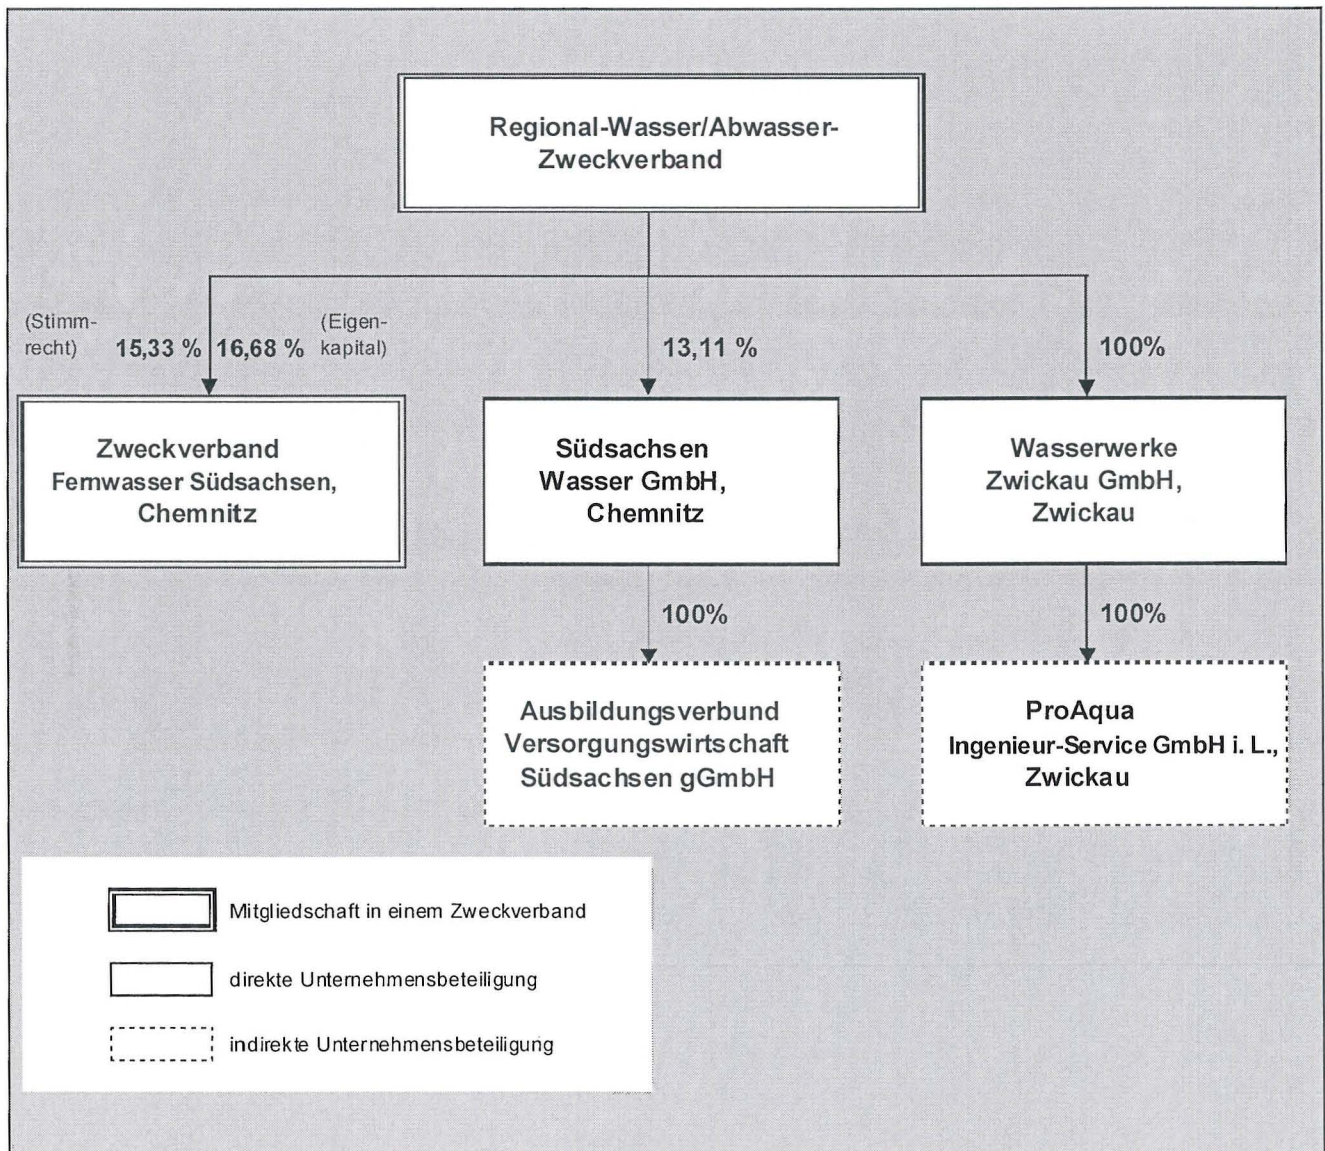 Regional-Wasser/Abwasser-
Zweckverband
(Stimm-
recht)
15,33 %
16,68 %
(Eigen-
kapital)
13,11 %
100%
Zweckverband
Fernwasser Südsachsen,
Chemnitz
Südsachsen
Wasser GmbH,
Chemnitz
Wasserwerke
Zwickau GmbH,
Zwickau
100%
100%
Ausbildungsverbund
Versorgungswirtschaft
Südsachsen gGmbH
ProAqua
Ingenieur-Service GmbH i. L.,
Zwickau
Mitgliedschaft in einem Zweckverband
direkte Unternehmensbeteiligung
indirekte Unternehmensbeteiligung